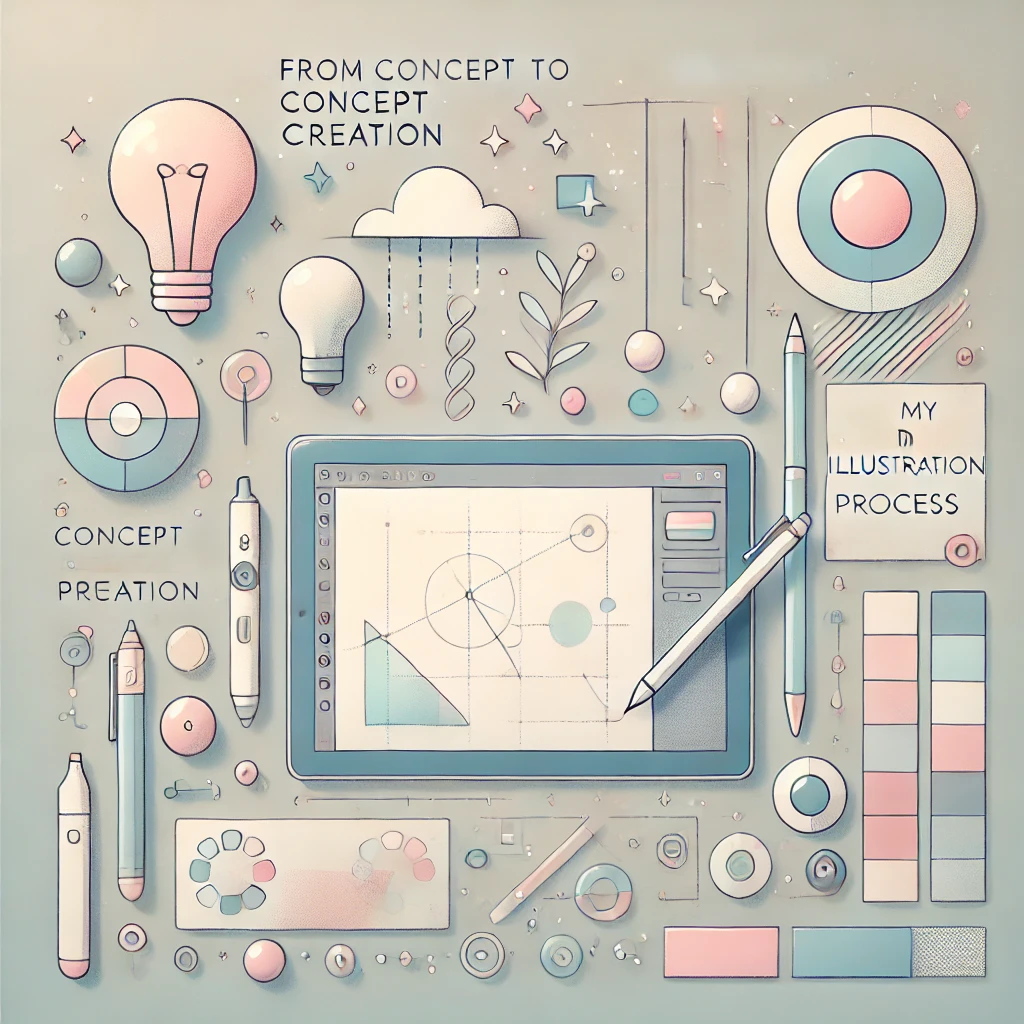 FROM CONCEPT TO
CONCEPT
CREATION
MY
ILLUSTRATION
PROCESS
CONCEPT
PREATION